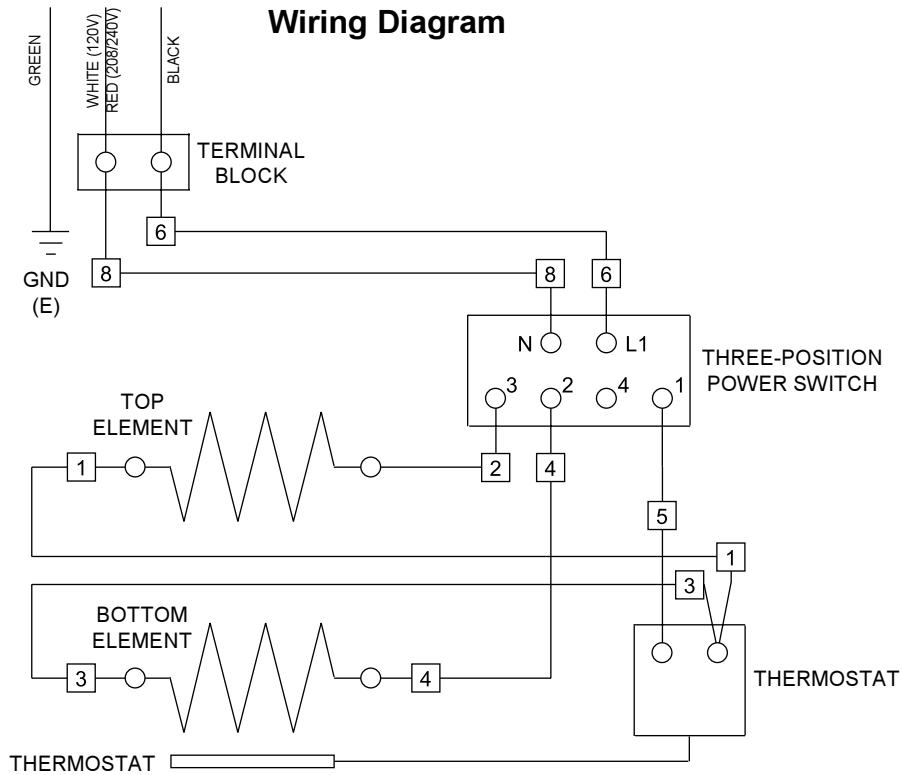 Wiring Diagram
GREEN
WHITE (120V)
RED (208/240V)
BLACK
TERMINAL
BLOCK
6
8
8
6
GND
(E)
N
L1
THREE-POSITION
POWER SWITCH
3
2
4
1
TOP
ELEMENT
1
2
4
5
1
3
BOTTOM
ELEMENT
3
4
THERMOSTAT
THERMOSTAT